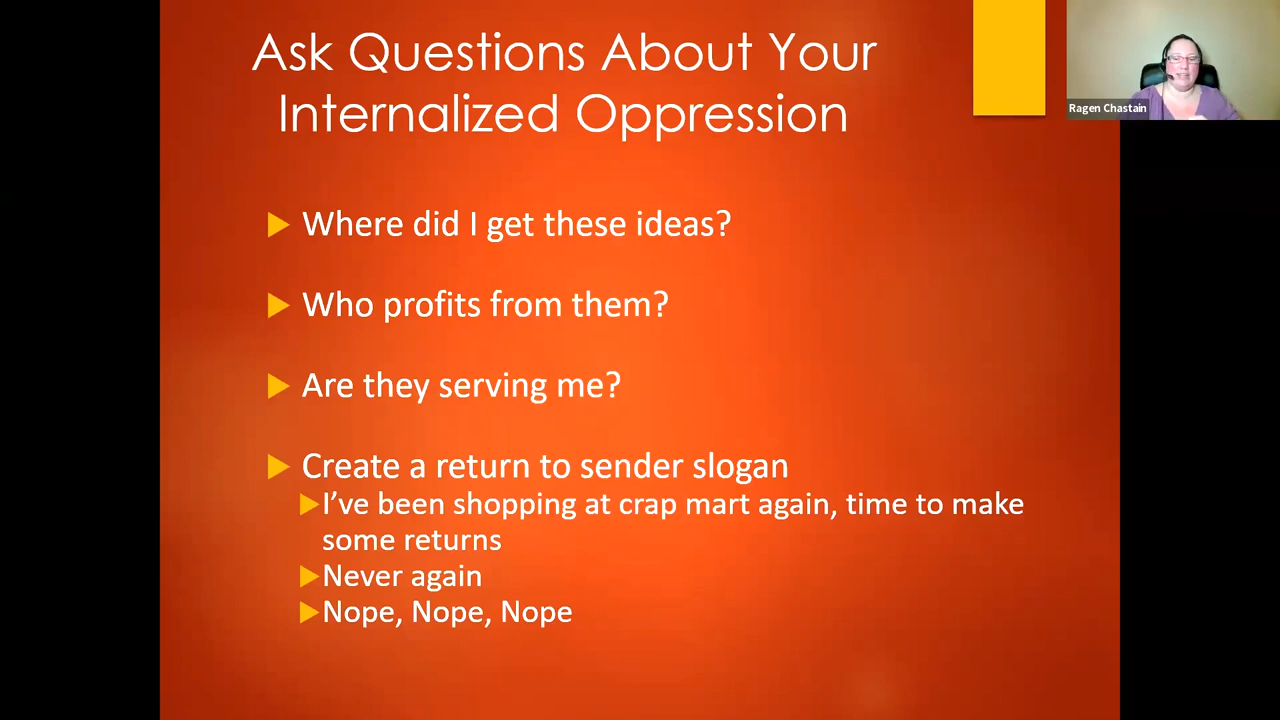 Ask Questions About Your
Internalized Oppression
Ragen Chastain
Where did I get these ideas?
Who profits from them?
Are they serving me?
Create a return to sender slogan
I’ve been shopping at crap mart again, time to make
some returns
Never again
Nope, Nope, Nope